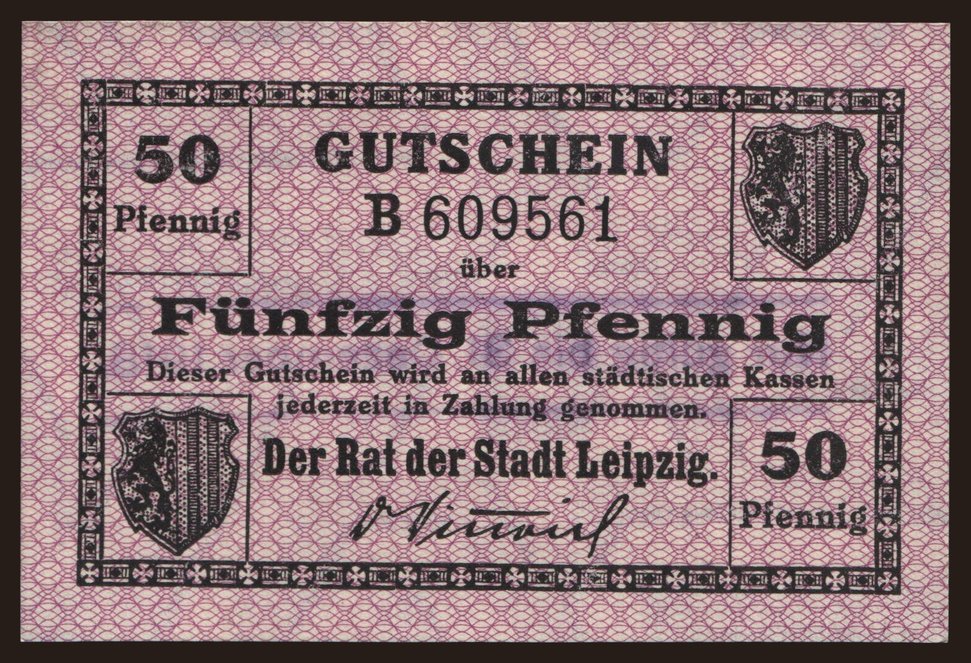 50
Pfennig
GUTSCHEIN
B 609561
über
Fünfzig Pfennig
Dieser Gutschein wird an allen städtischen Kassen
jederzeit in Zahlung genommen.
Der Rat der Stadt Leipzig.
50
Pfennig